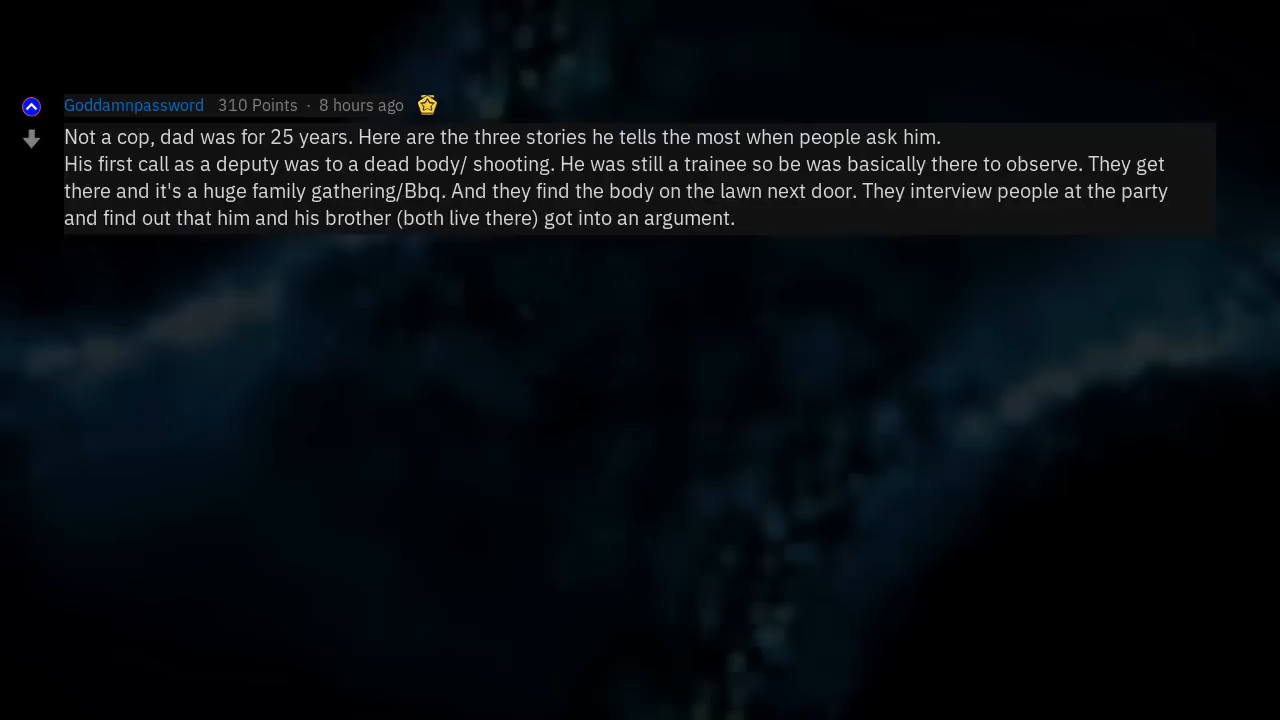 Goddamnpassword 310 Points · 8 hours ago
Not a cop, dad was for 25 years. Here are the three stories he tells the most when people ask him.
His first call as a deputy was to a dead body/ shooting. He was still a trainee so be was basically there to observe. They get
there and it's a huge family gathering/Bbq. And they find the body on the lawn next door. They interview people at the party
and find out that him and his brother (both live there) got into an argument.